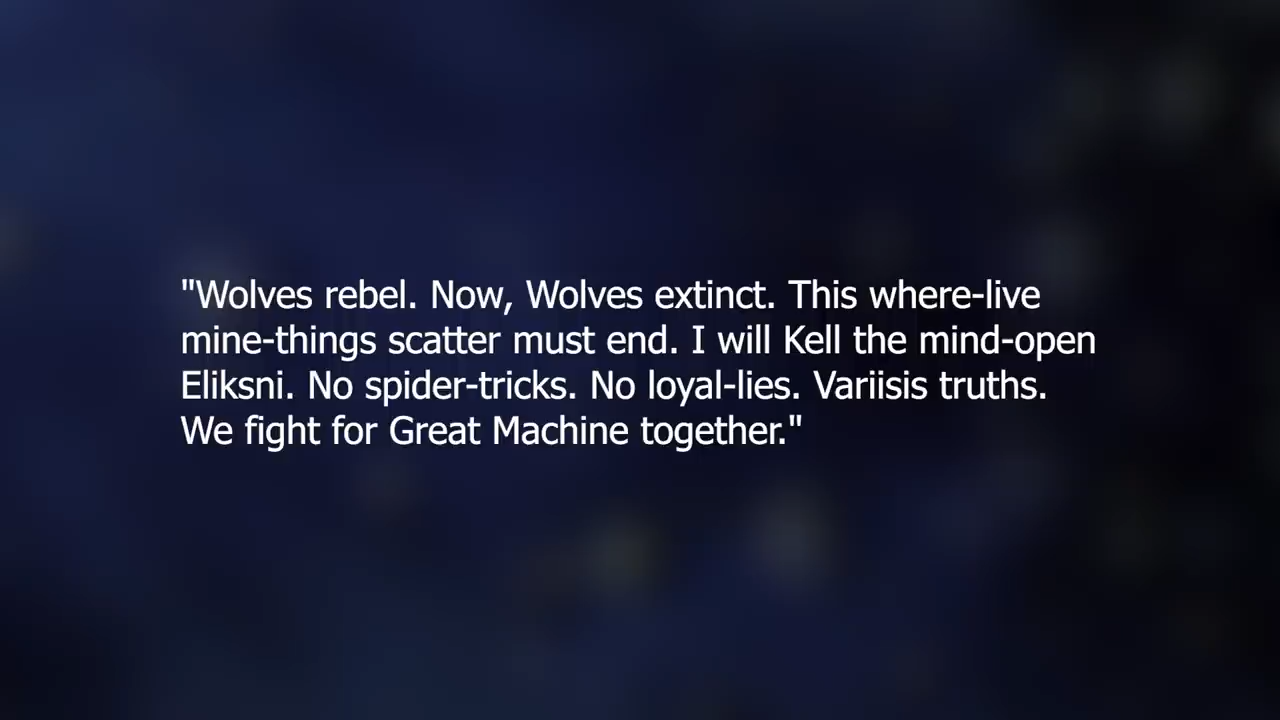 "Wolves rebel. Now, Wolves extinct. This where-live
mine-things scatter must end. I will Kell the mind-open
Eliksni. No spider-tricks. No loyal-lies. Variisis truths.
We fight for Great Machine together."